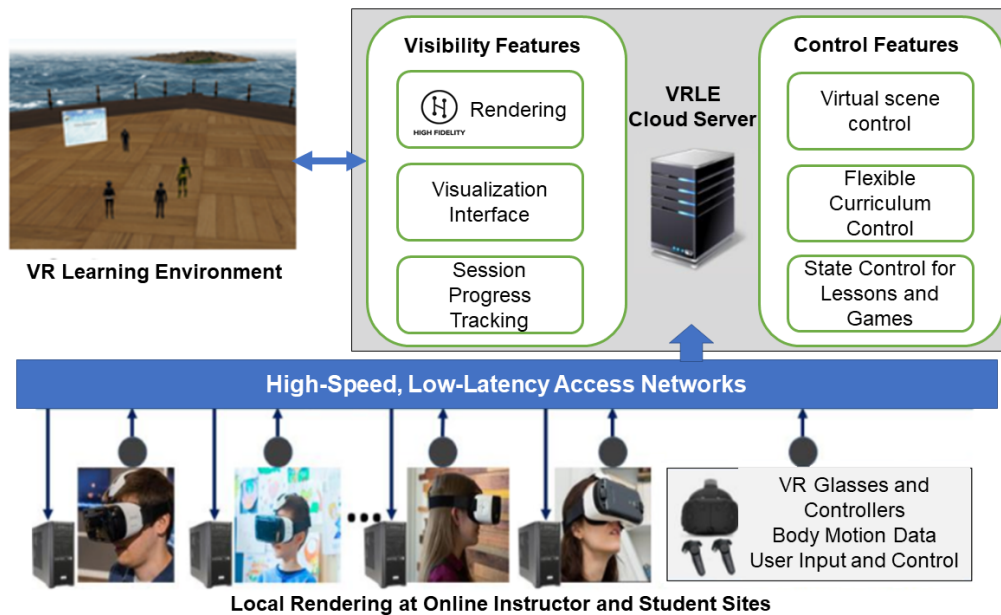 Visibility Features
HIGH FIDELITY
Rendering
Visualization
Interface
Session
Progress
Tracking
VRLE
Cloud Server
Control Features
Virtual scene
control
Flexible
Curriculum
Control
State Control for
Lessons and
Games
VR Learning Environment
High-Speed, Low-Latency Access Networks
VR Glasses and
Controllers
Body Motion Data
User Input and Control
Local Rendering at Online Instructor and Student Sites